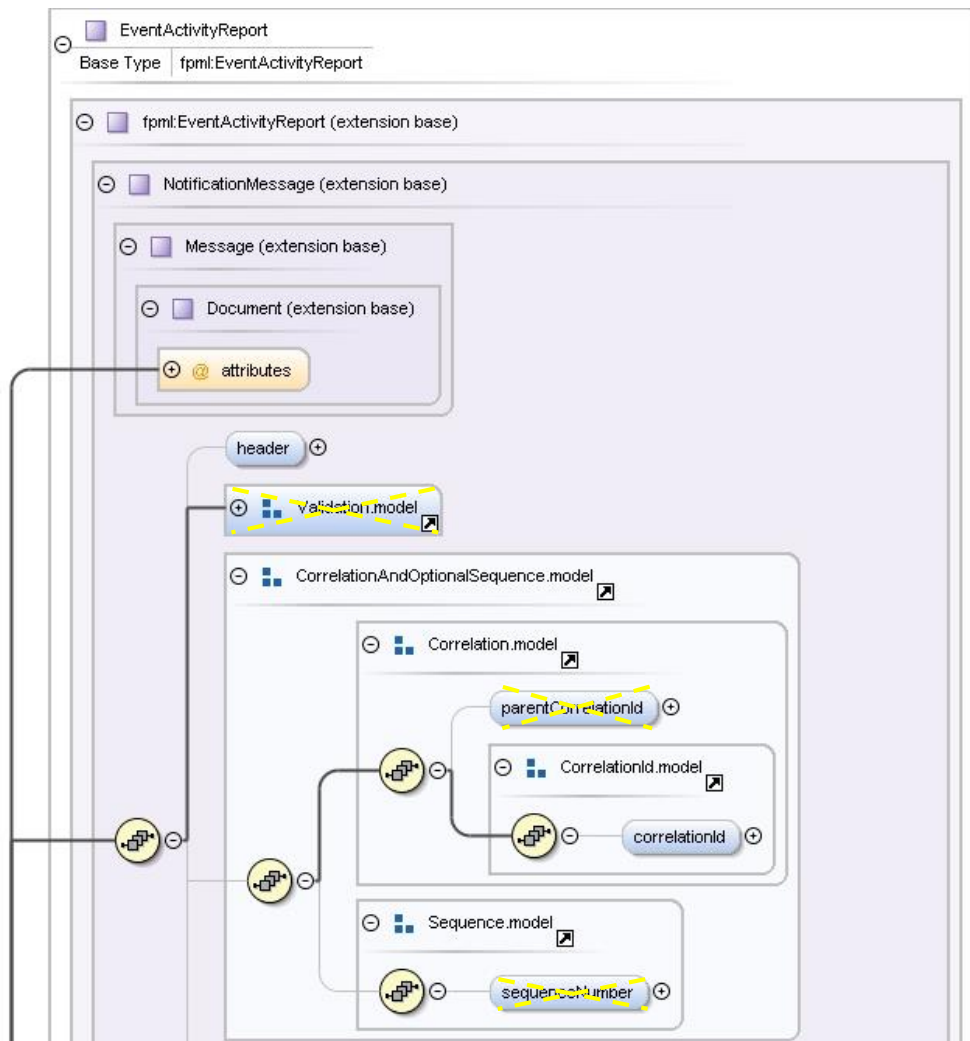 EventActivityReport
Base Type fpml:EventActivityReport
fpml:EventActivityReport (extension base)
NotificationMessage (extension base)
Message (extension base)
Document (extension base)
@ attributes
header
Validation.model
CorrelationAndOptionalSequence.model
Correlation.model
parentCorrelationId
CorrelationId.model
correlationId
Sequence.model
sequenceNumber